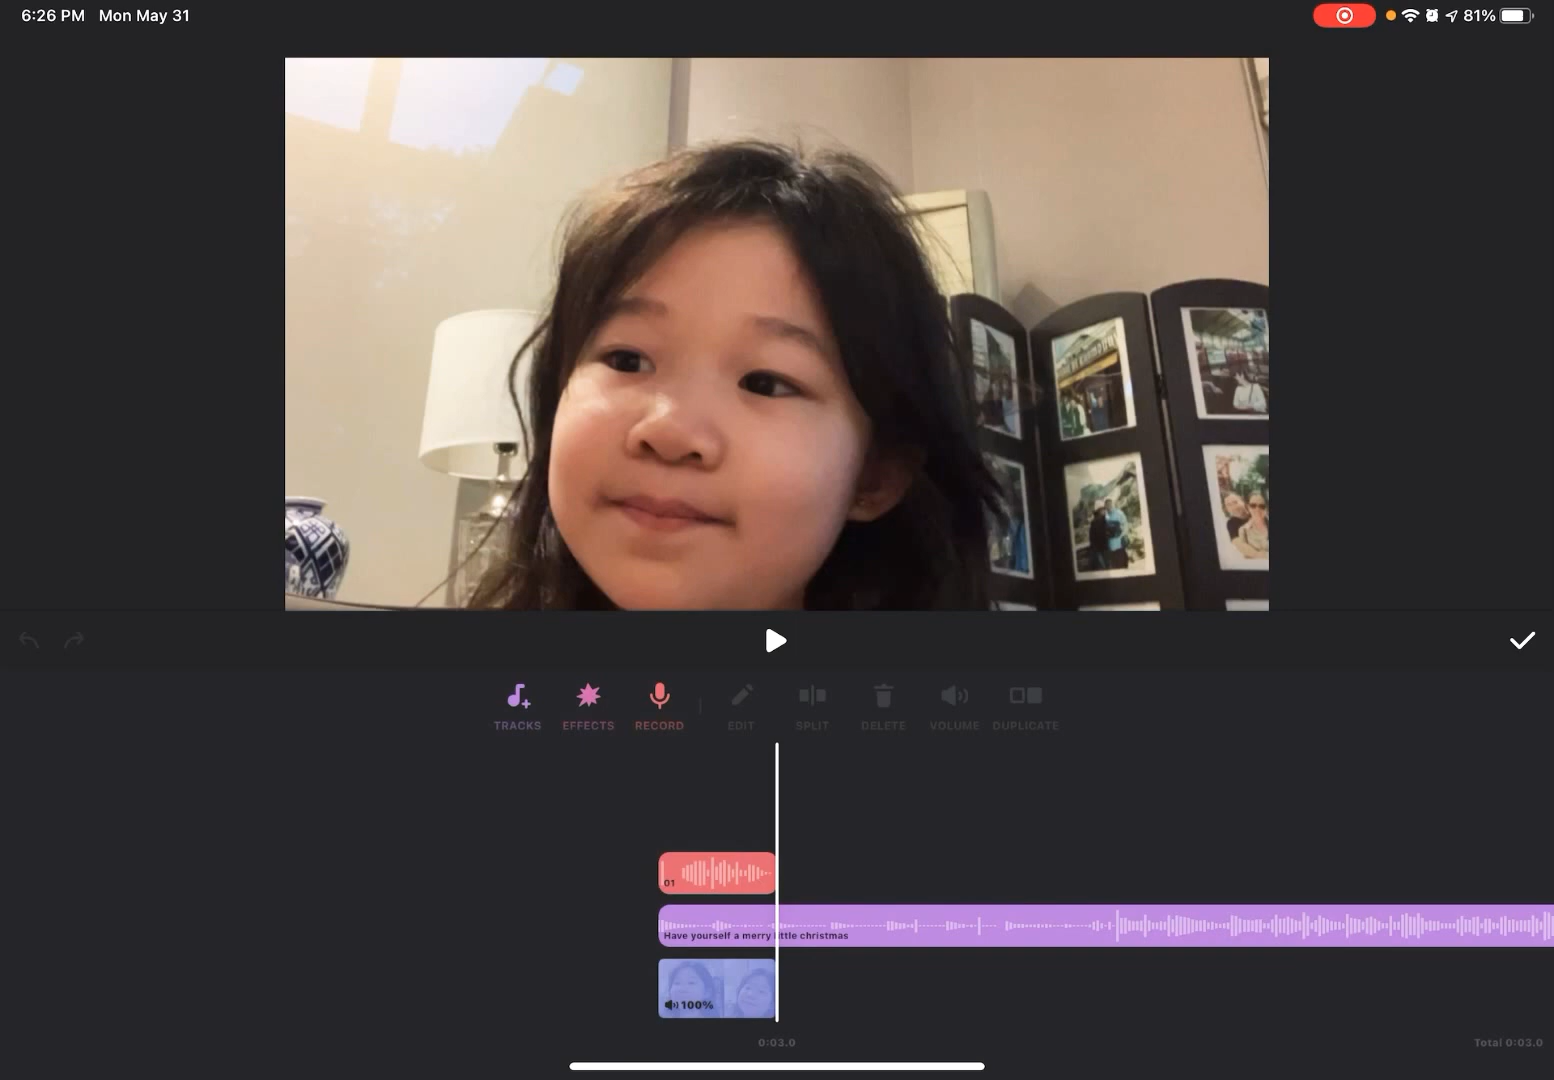 6:26 PM Mon May 31
81%
TRACKS EFFECTS RECORD EDIT SPLIT DELETE VOLUME DUPLICATE
01
Have yourself a merry little christmas
100%
0:03.0
Total 0:03.0